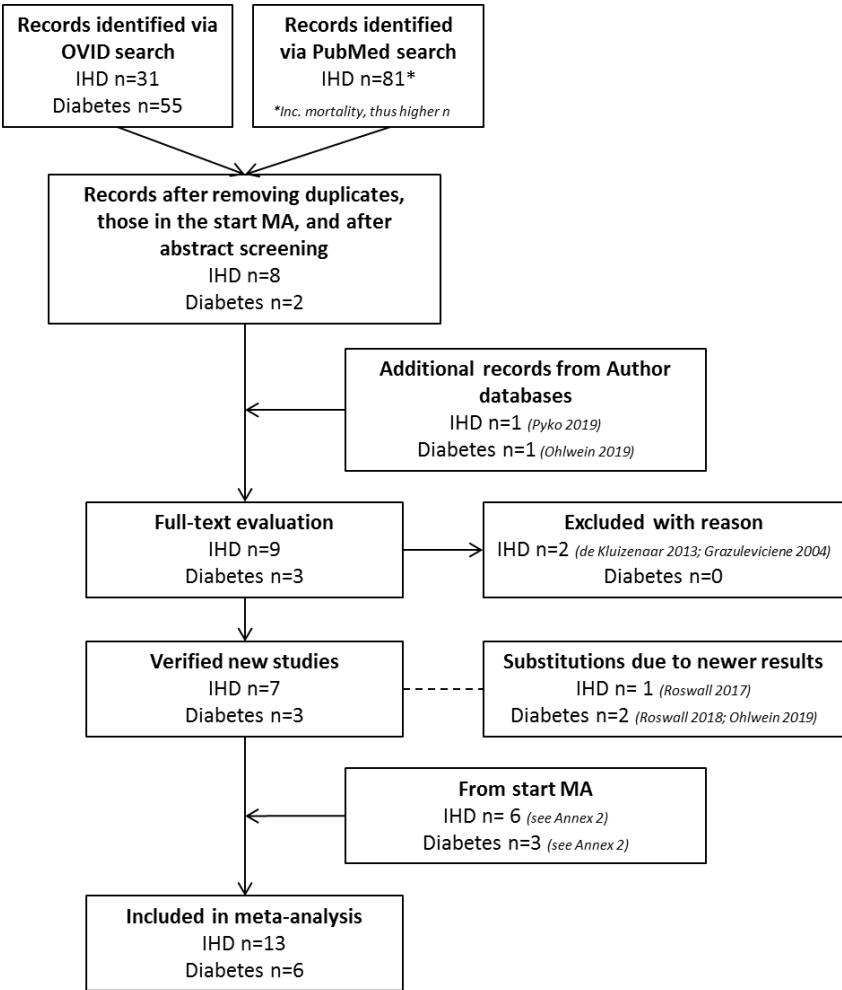 Records identified via
OVID search
IHD n=31
Diabetes n=55
Records identified
via PubMed search
IHD n=81*
*Inc. mortality, thus higher n
Records after removing duplicates,
those in the start MA, and after
abstract screening
IHD n=8
Diabetes n=2
Additional records from Author
databases
IHD n=1 (Pyko 2019)
Diabetes n=1 (Ohlwein 2019)
Full-text evaluation
IHD n=9
Diabetes n=3
Excluded with reason
IHD n=2 (de Kluizenaar 2013; Grazuleviciene 2004)
Diabetes n=0
Verified new studies
IHD n=7
Diabetes n=3
Substitutions due to newer results
IHD n= 1 (Roswall 2017)
Diabetes n=2 (Roswall 2018; Ohlwein 2019)
From start MA
IHD n= 6 (see Annex 2)
Diabetes n=3 (see Annex 2)
Included in meta-analysis
IHD n=13
Diabetes n=6